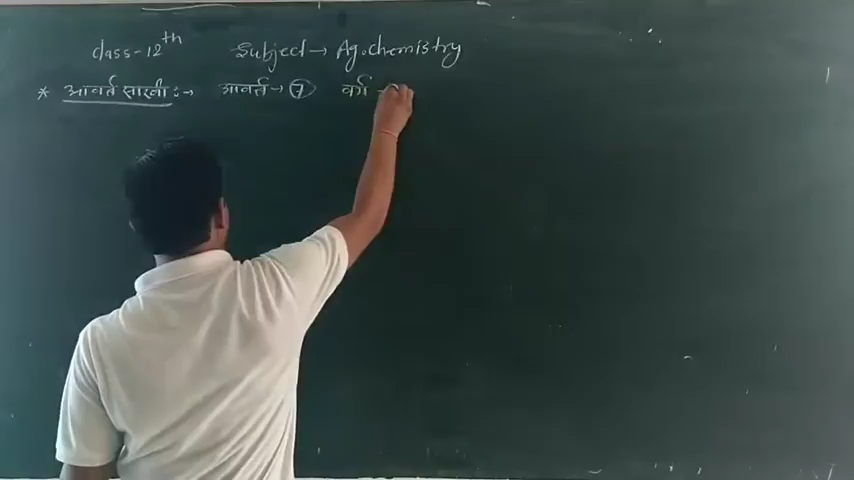 class-12th Subject → Ag.chemistry
* आवर्त सारणी :→ आवर्त → 7 वर्ग →